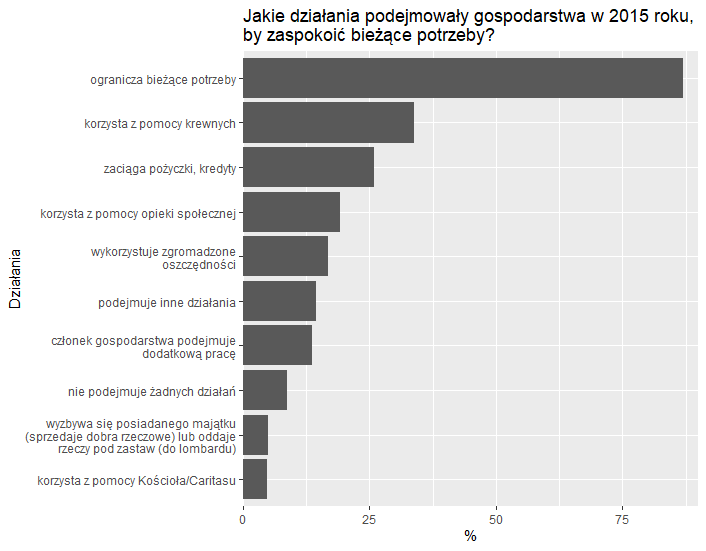 Jakie działania podejmowały gospodarstwa w 2015 roku,
by zaspokoić bieżące potrzeby?
ogranicza bieżące potrzeby
korzysta z pomocy krewnych
zaciąga pożyczki, kredyty
korzysta z pomocy opieki społecznej
wykorzystuje zgromadzone
oszczędności
podejmuje inne działania
członek gospodarstwa podejmuje
dodatkową pracę
nie podejmuje żadnych działań
wyzbywa się posiadanego majątku
(sprzedaje dobra rzeczowe) lub oddaje
rzeczy pod zastaw (do lombardu)
korzysta z pomocy Kościoła/Caritasu
Działania
0 25 50 75
%